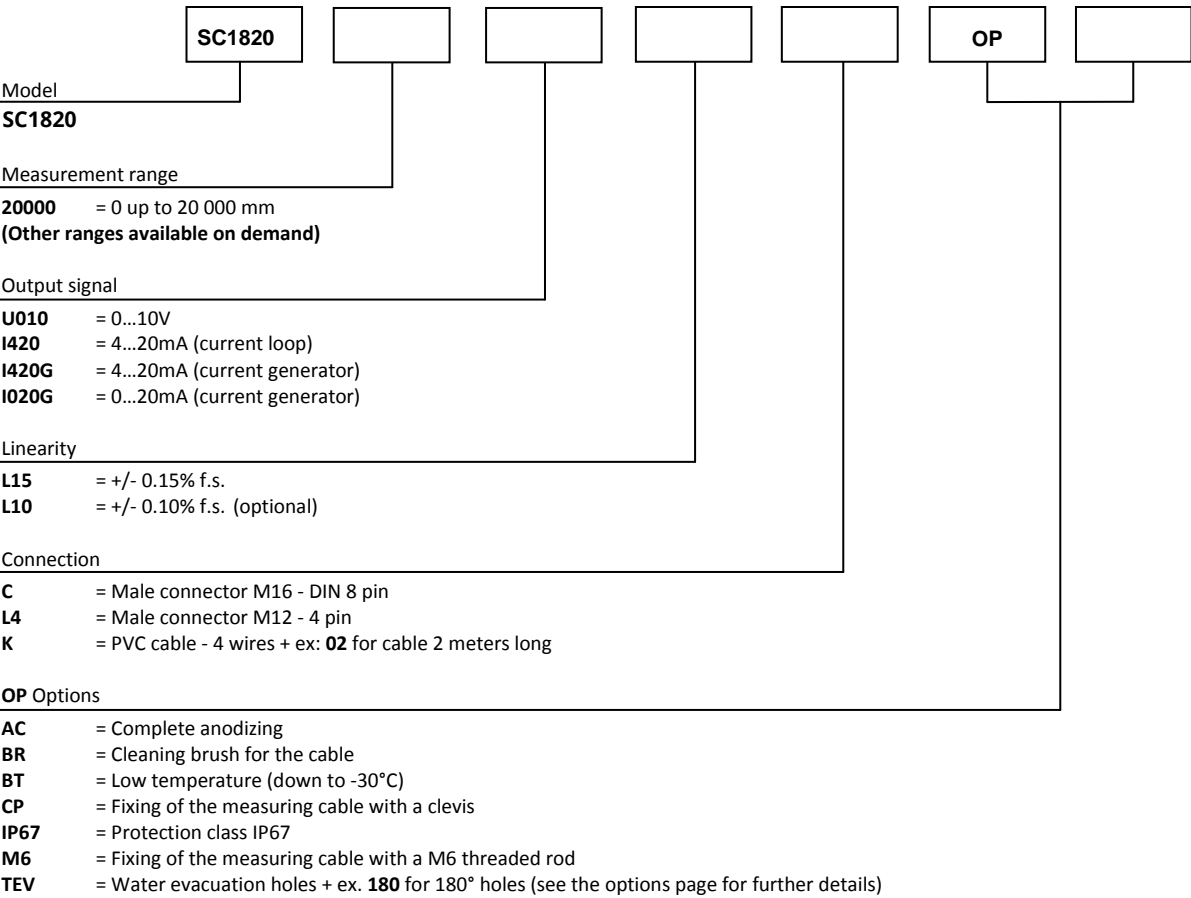 SC1820 OP
Model
SC1820
Measurement range
20000 = 0 up to 20 000 mm
(Other ranges available on demand)
Output signal
U010 = 0…10V
I420 = 4…20mA (current loop)
I420G = 4…20mA (current generator)
I020G = 0…20mA (current generator)
Linearity
L15 = +/- 0.15% f.s.
L10 = +/- 0.10% f.s. (optional)
Connection
C = Male connector M16 - DIN 8 pin
L4 = Male connector M12 - 4 pin
K = PVC cable - 4 wires + ex: 02 for cable 2 meters long
OP Options
AC = Complete anodizing
BR = Cleaning brush for the cable
BT = Low temperature (down to -30°C)
CP = Fixing of the measuring cable with a clevis
IP67 = Protection class IP67
M6 = Fixing of the measuring cable with a M6 threaded rod
TEV = Water evacuation holes + ex. 180 for 180° holes (see the options page for further details)